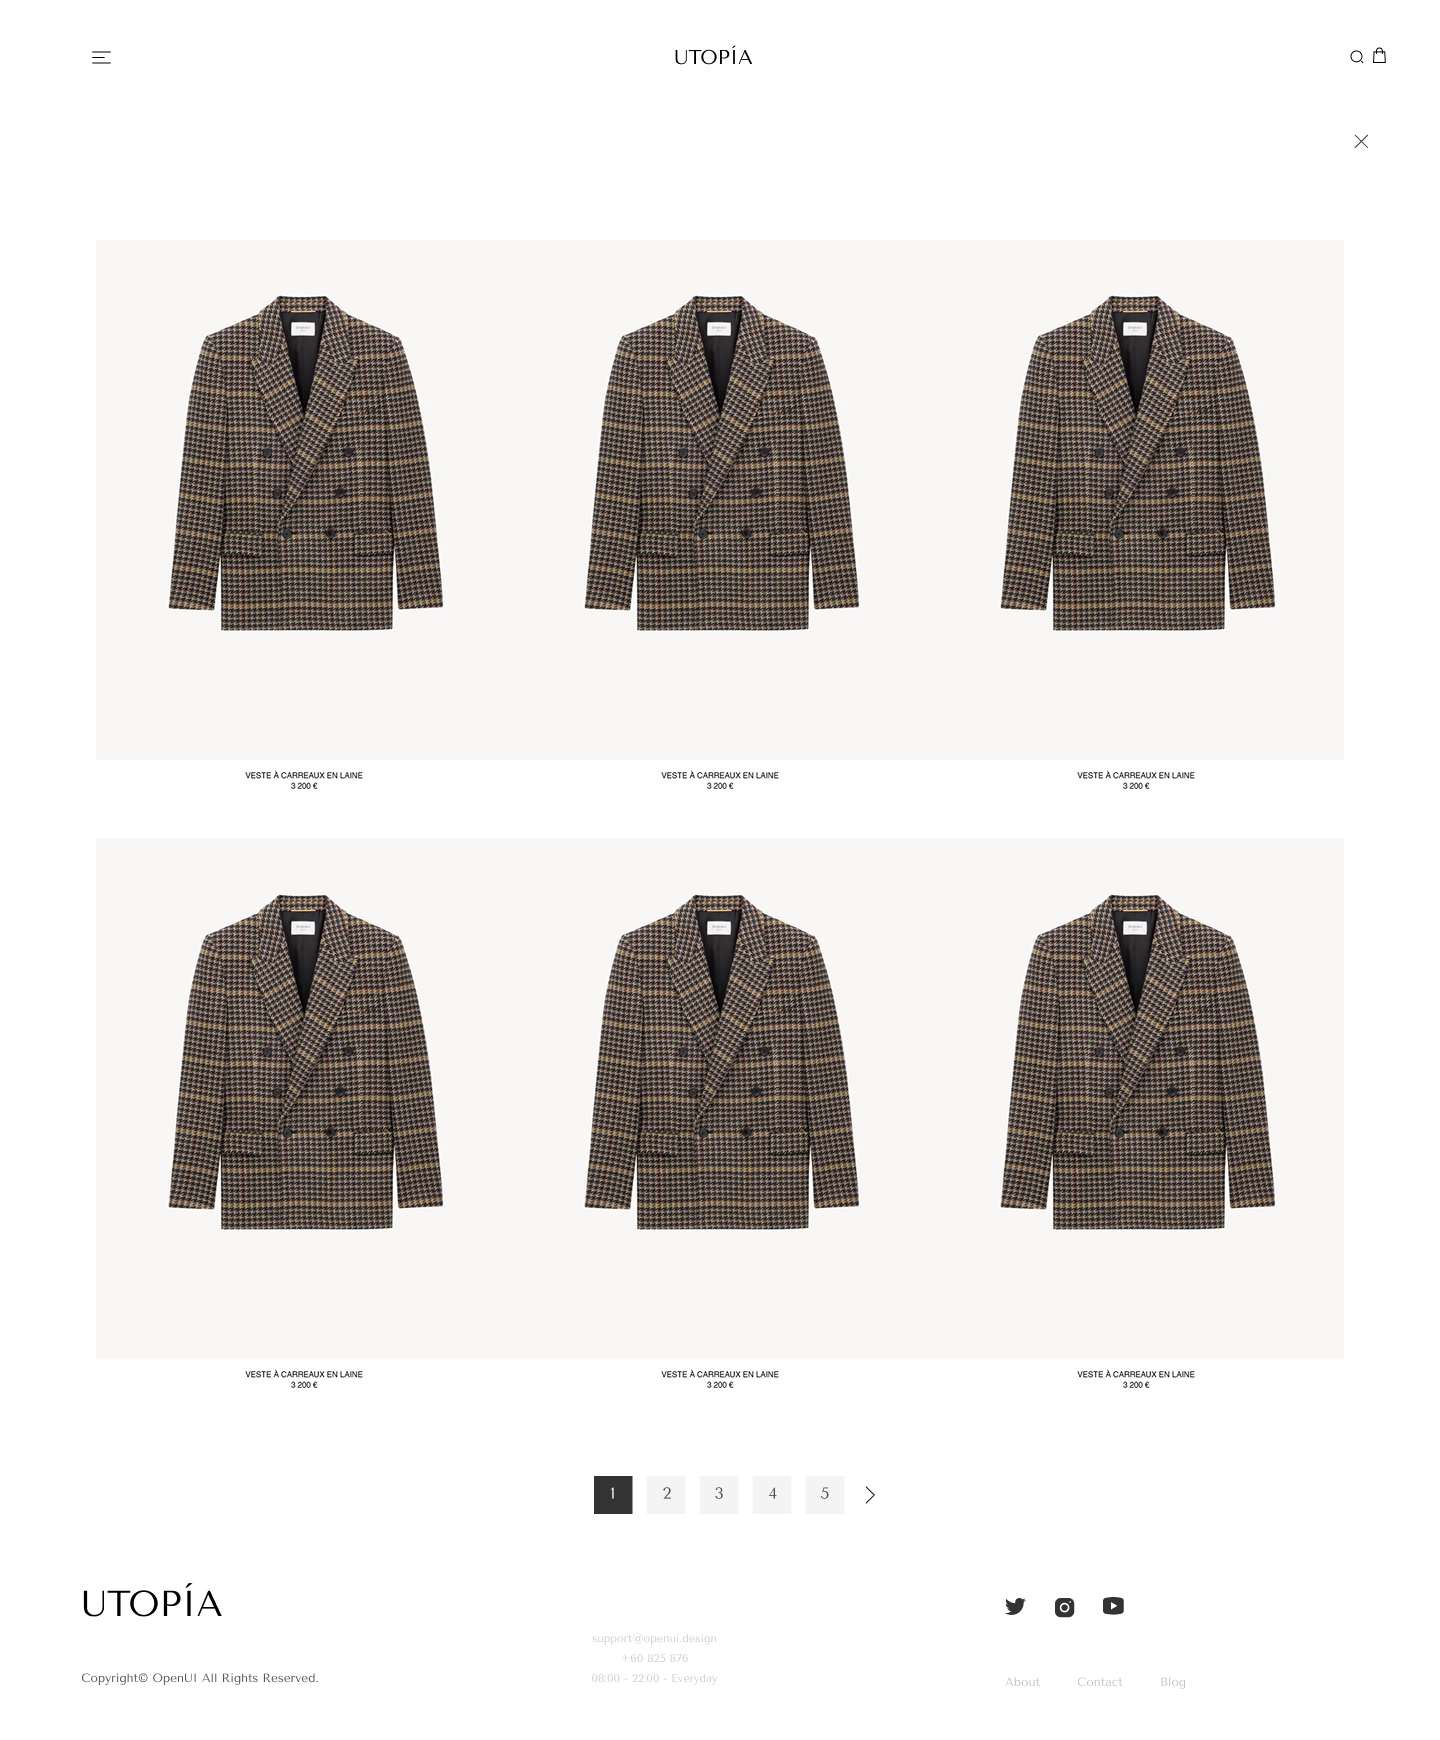 UTOPÍA
VESTE À CARREAUX EN LAINE
3 200 €
VESTE À CARREAUX EN LAINE
3 200 €
VESTE À CARREAUX EN LAINE
3 200 €
VESTE À CARREAUX EN LAINE
3 200 €
VESTE À CARREAUX EN LAINE
3 200 €
VESTE À CARREAUX EN LAINE
3 200 €
1 2 3 4 5
UTOPÍA
Copyright© OpenUI All Rights Reserved.
support@openui.design
+60 825 876
08:00 - 22:00 - Everyday
About Contact Blog